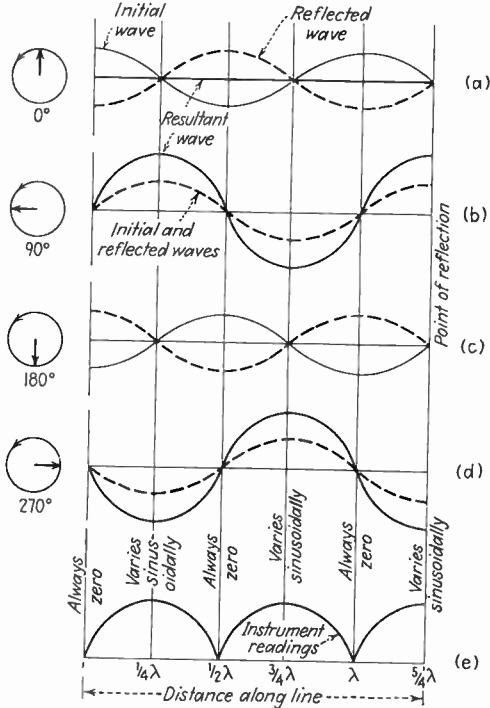 Initial
wave
Reflected
wave
0°
Resultant
wave
(a)
90°
Initial and
reflected waves
(b)
Point of reflection
180°
(c)
270°
(d)
Always
zero
Varies
sinus-
oidally
Always
zero
Varies
sinusoidally
Always
zero
Varies
sinusoidally
Instrument
readings
(e)
1/4λ
1/2λ
3/4λ
λ
5/4λ
Distance along line